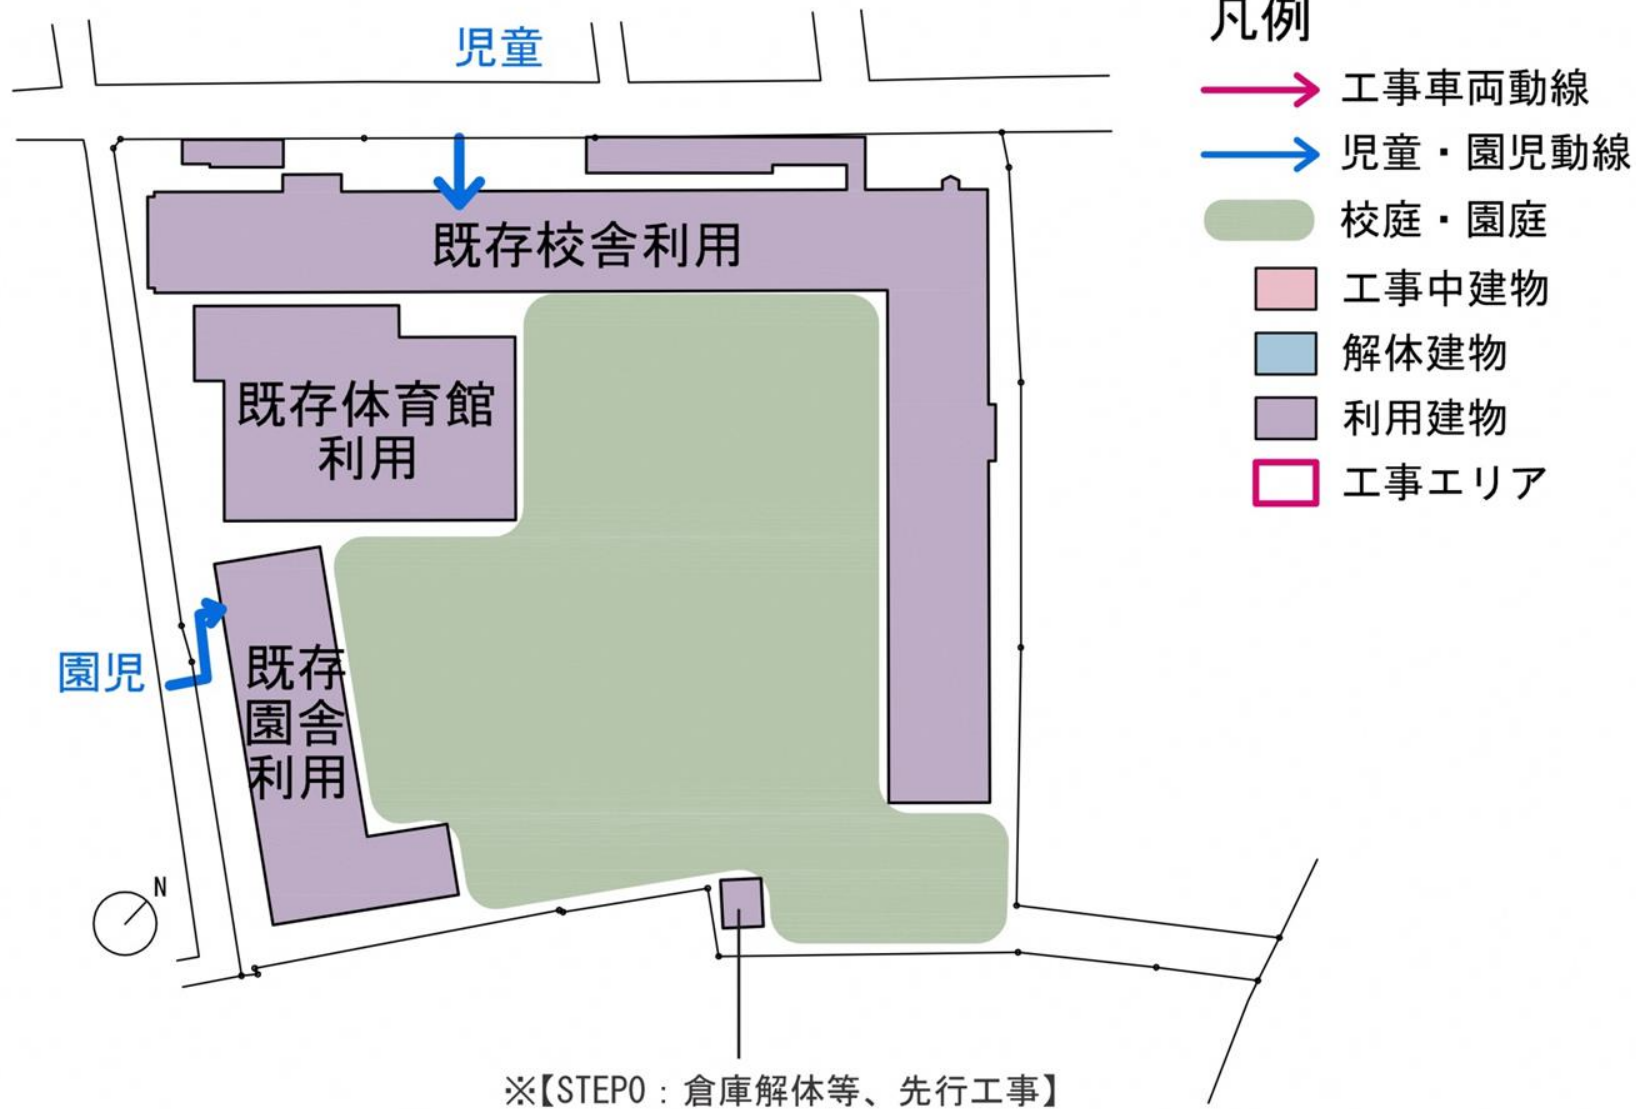 児童
凡例
工事車両動線
児童・園児動線
校庭・園庭
工事中建物
解体建物
利用建物
工事エリア
既存校舎利用
既存体育館
利用
園児
既存
園舎
利用
N
※【STEP0：倉庫解体等、先行工事】